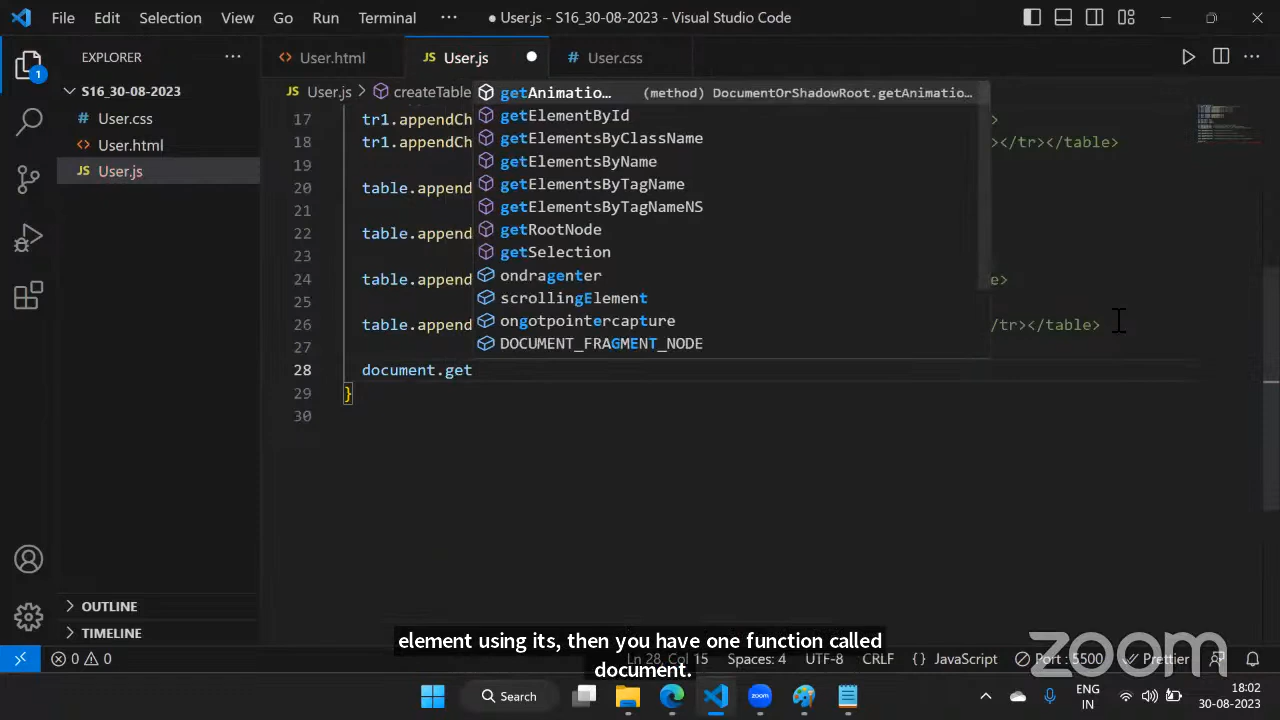 File Edit Selection View Go Run Terminal ··· ● User.js - S16_30-08-2023 - Visual Studio Code
EXPLORER ···
<> User.html
JS User.js
# User.css
S16_30-08-2023
# User.css
<> User.html
JS User.js
1
JS User.js > createTable
17 tr1.appendCh >
18 tr1.appendCh ></tr></table>
19
20 table.append
21
22 table.append
23
24 table.append e>
25
26 table.append /tr></table>
27
28 document.get
29 }
30
getAnimatio... (method) DocumentOrShadowRoot.getAnimatio...
getElementById
getElementsByClassName
getElementsByName
getElementsByTagName
getElementsByTagNameNS
getRootNode
getSelection
ondragenter
scrollingElement
ongotpointercapture
DOCUMENT_FRAGMENT_NODE
OUTLINE
TIMELINE
element using its, then you have one function called
document.
zoom
0 0 Ln 28, Col 15 Spaces: 4 UTF-8 CRLF {} JavaScript Port : 5500 Prettier
Search
zoom
ENG
IN
18:02
30-08-2023